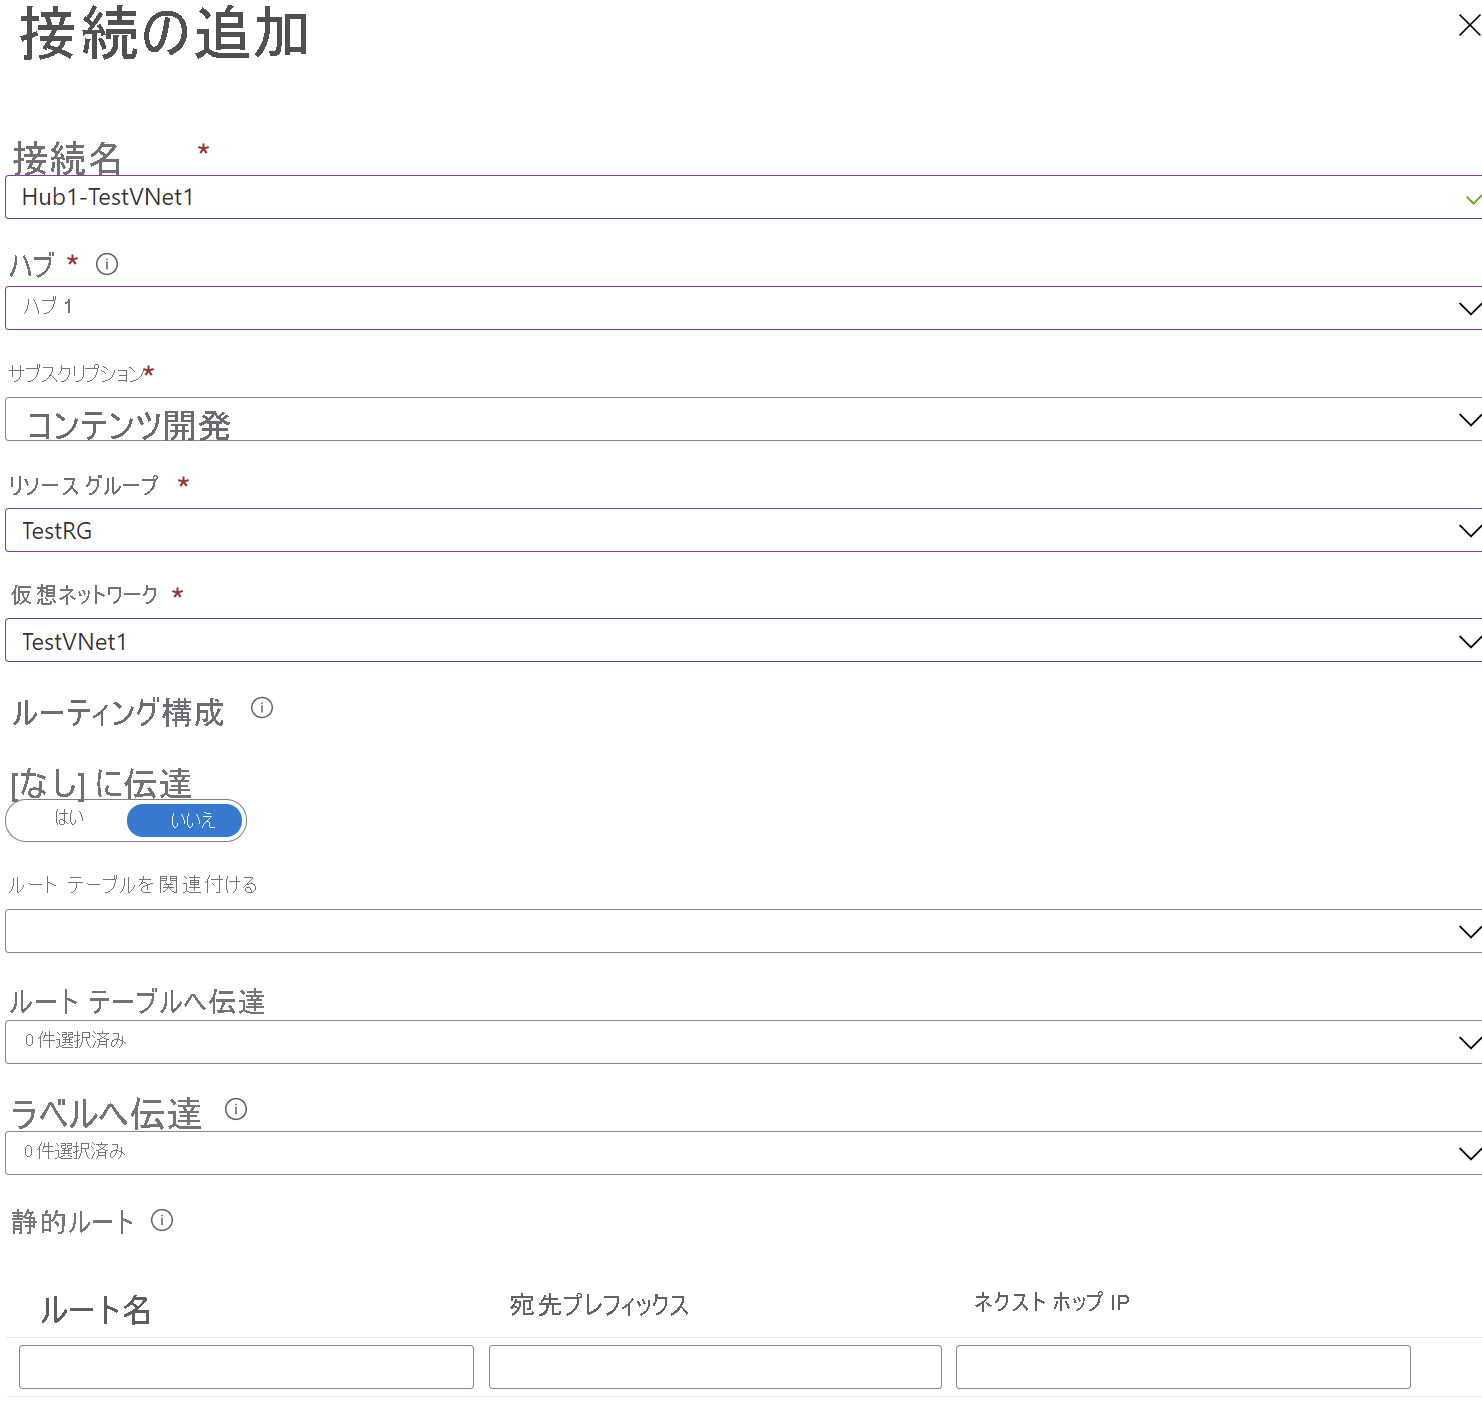 接続の追加
接続名 *
Hub1-TestVNet1
ハブ *
ハブ 1
サブスクリプション*
コンテンツ開発
リソース グループ *
TestRG
仮想ネットワーク *
TestVNet1
ルーティング構成
[なし] に伝達
はい いいえ
ルート テーブルを関連付ける
ルート テーブルへ伝達
0 件選択済み
ラベルへ伝達
0 件選択済み
静的ルート
ルート名 宛先プレフィックス ネクスト ホップ IP